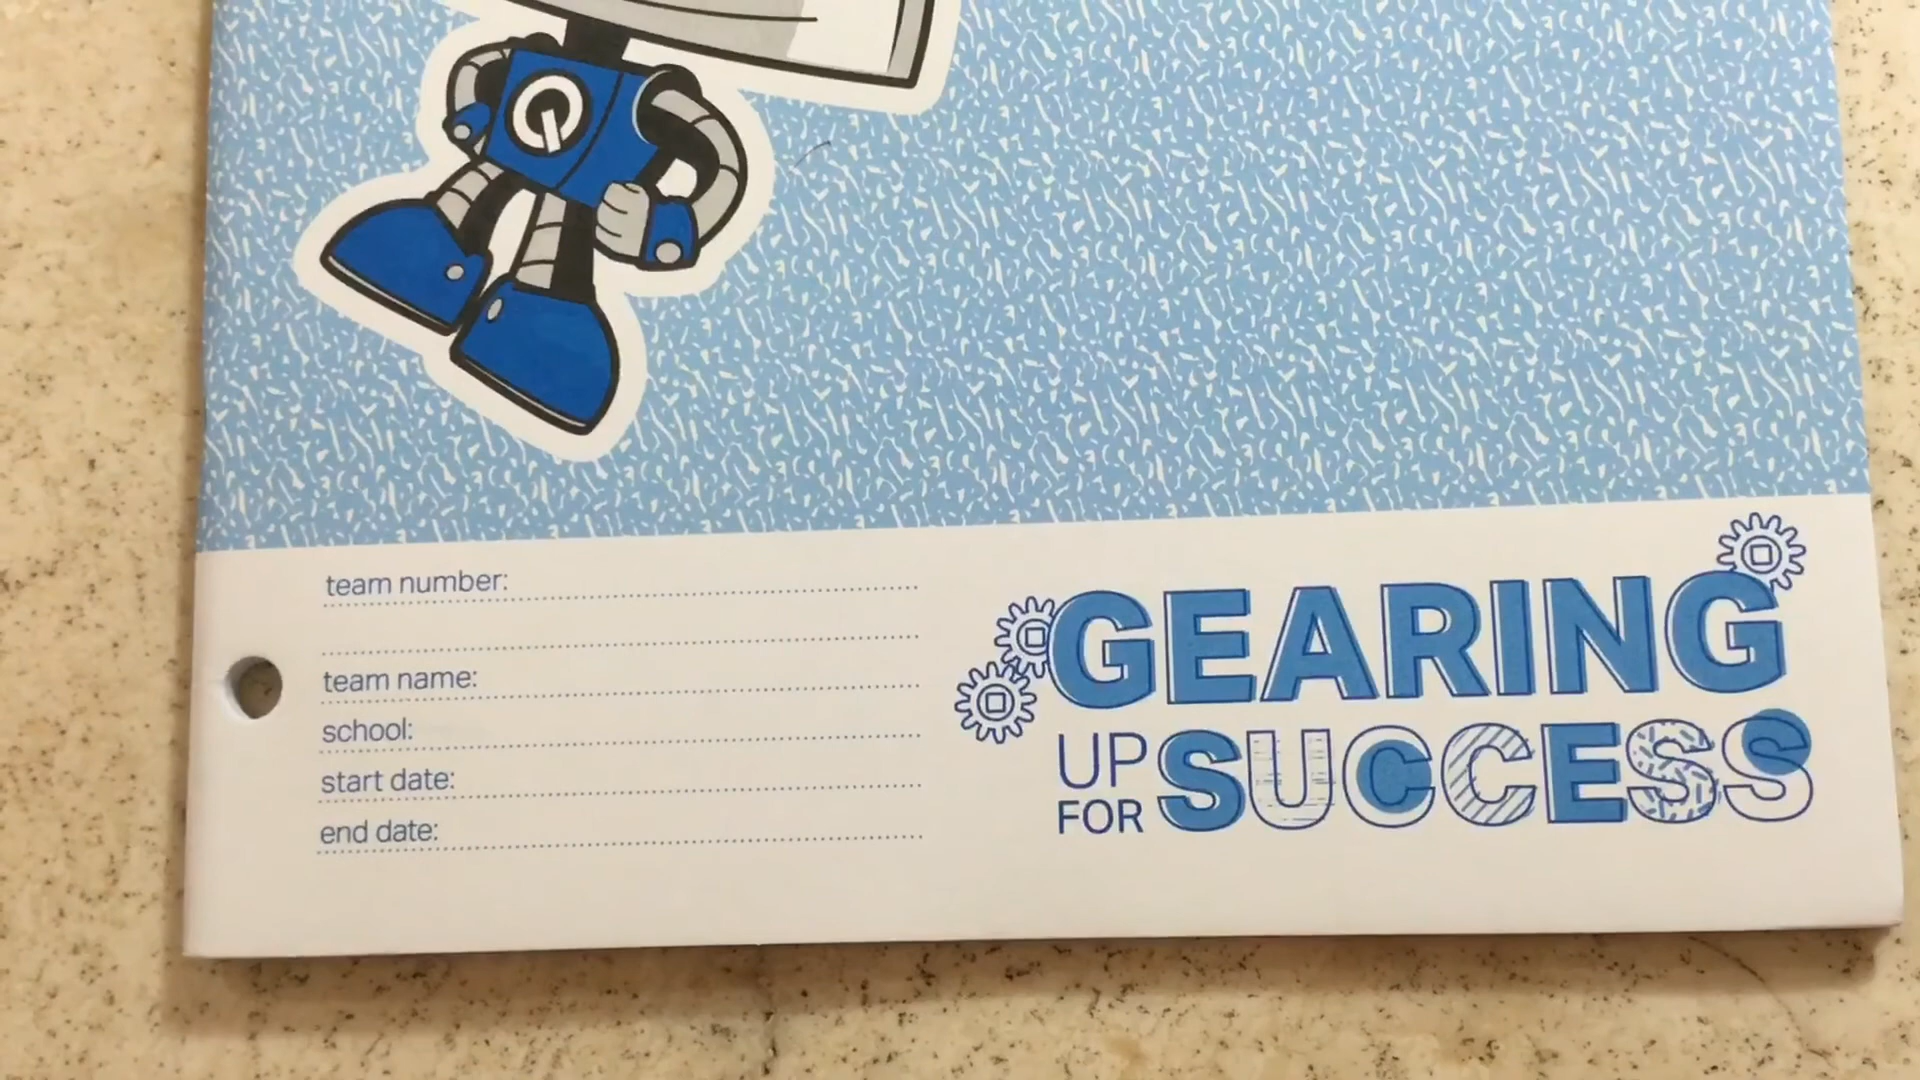 team number:
team name:
school:
start date:
end date:
GEARING
UP FOR SUCCESS